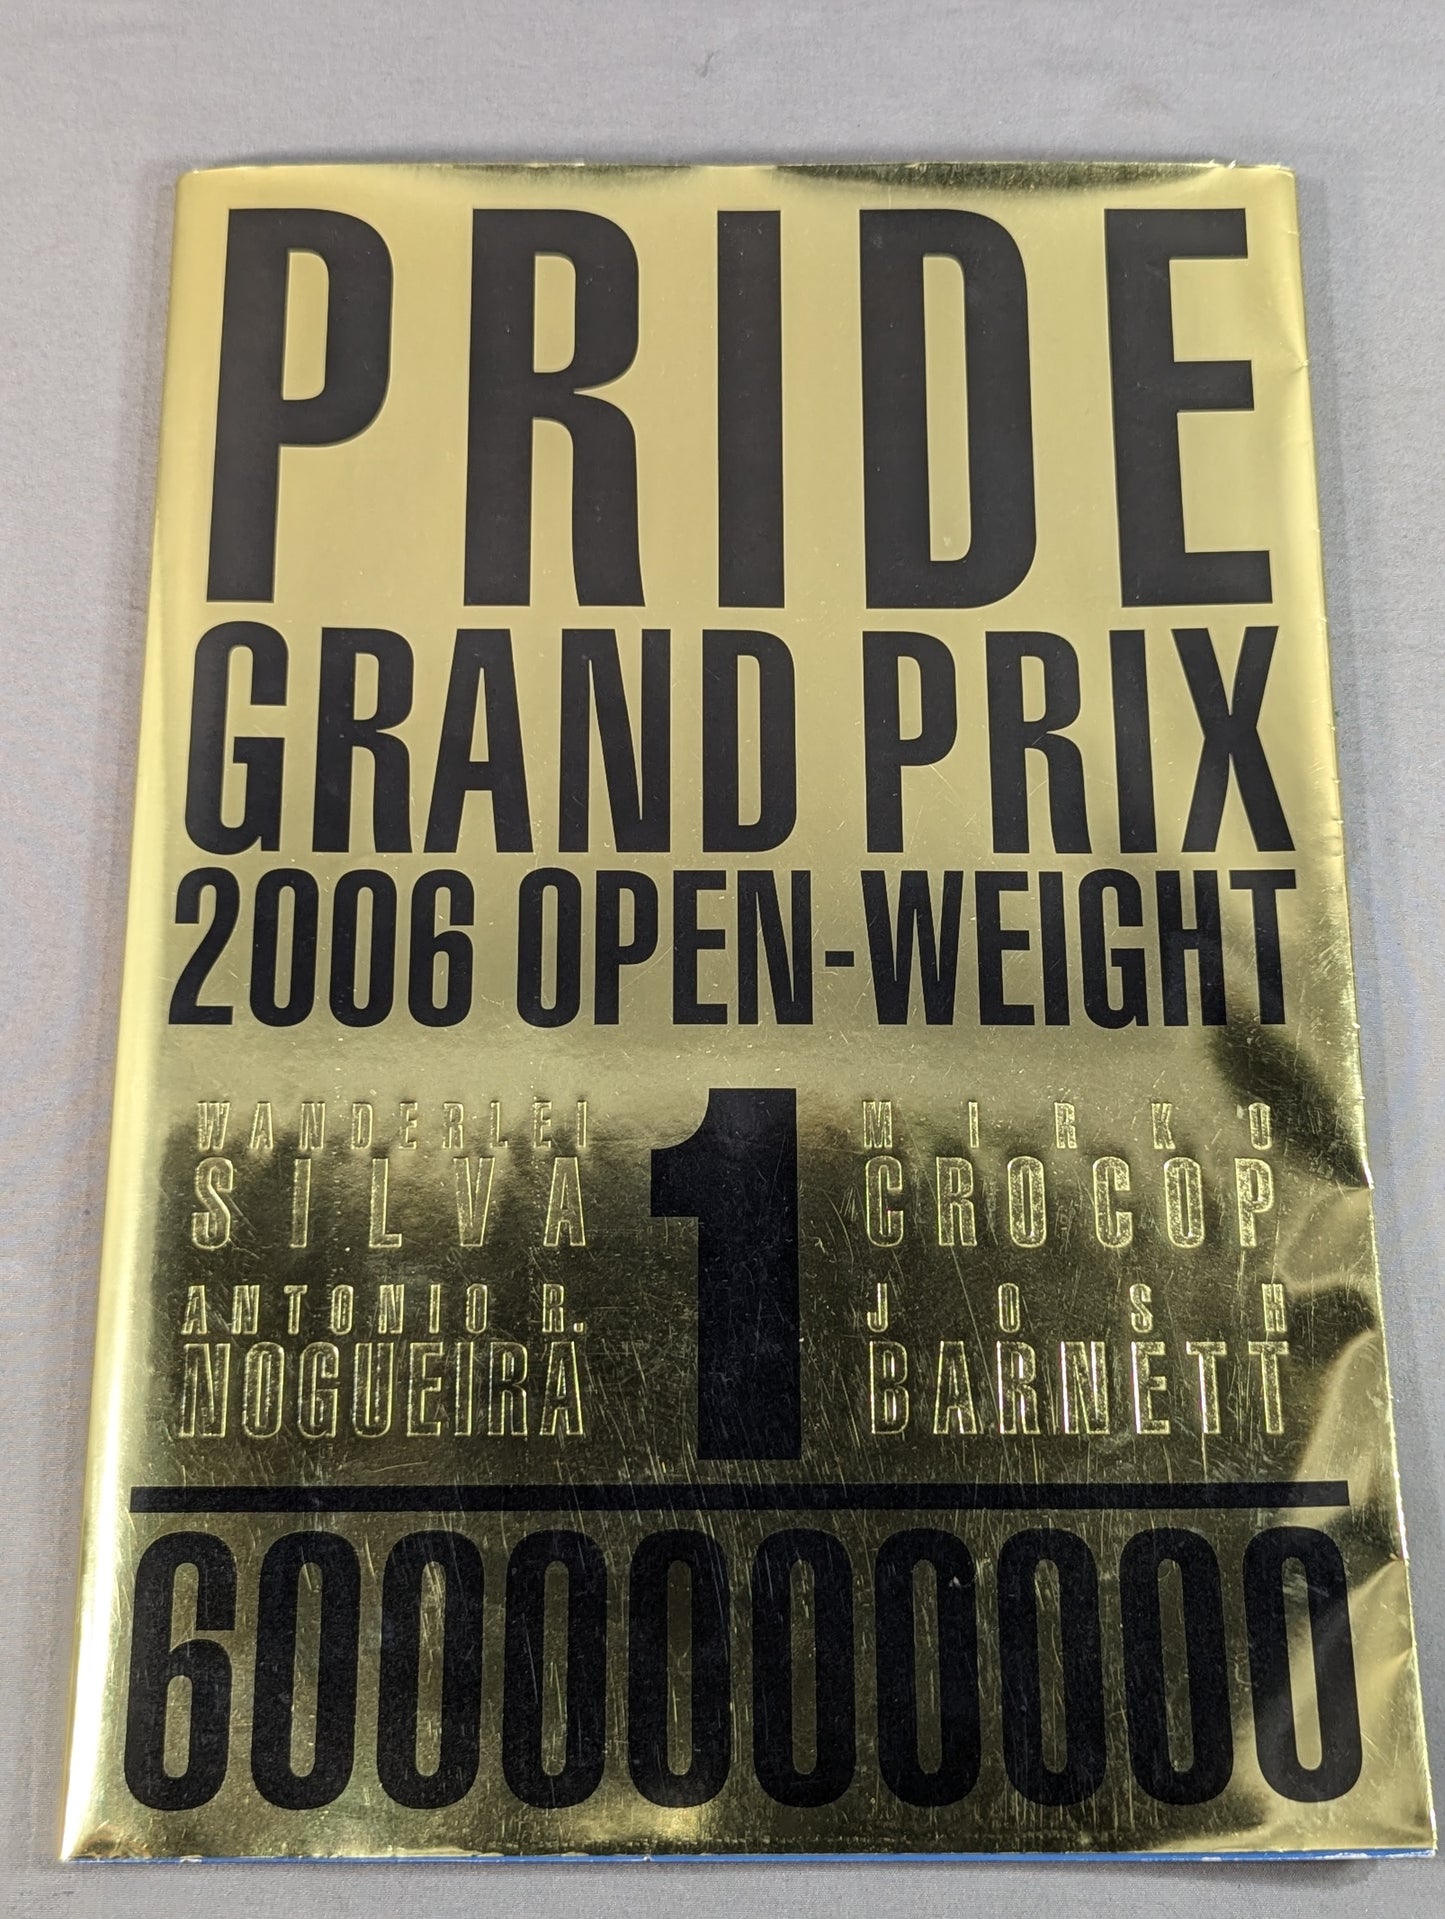 PRIDE
GRAND PRIX
2006 OPEN-WEIGHT
WANDERLEI
SILVA
ANTONIO R.
NOGUEIRA
1
MIRKO
CROCOP
JOSH
BARNETT
6000000000